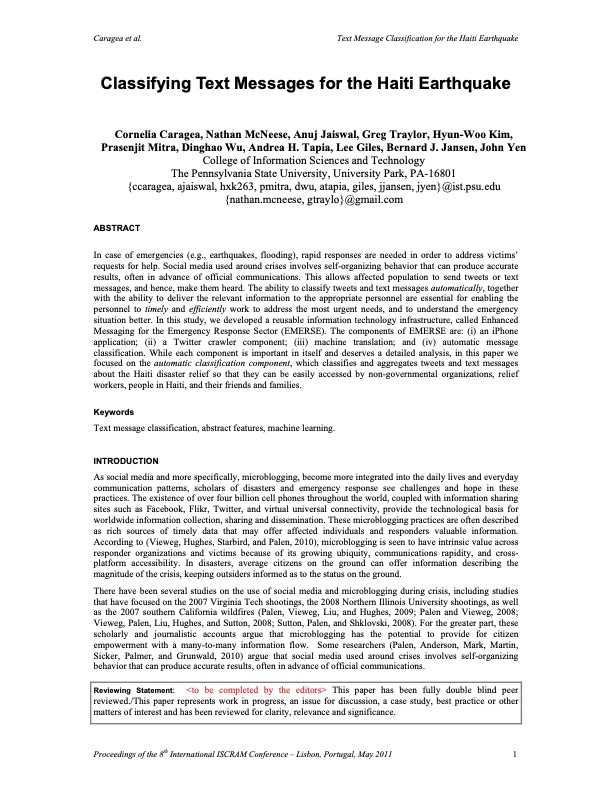 Caragea et al. Text Message Classification for the Haiti Earthquake
Classifying Text Messages for the Haiti Earthquake
Cornelia Caragea, Nathan McNeese, Anuj Jaiswal, Greg Traylor, Hyun-Woo Kim,
Prasenjit Mitra, Dinghao Wu, Andrea H. Tapia, Lee Giles, Bernard J. Jansen, John Yen
College of Information Sciences and Technology
The Pennsylvania State University, University Park, PA-16801
{ccaragea, ajaiswal, hxk263, pmitra, dwu, atapia, giles, jjansen, jyen}@ist.psu.edu
{nathan.mcneese, gtraylo}@gmail.com
ABSTRACT
In case of emergencies (e.g., earthquakes, flooding), rapid responses are needed in order to address victims'
requests for help. Social media used around crises involves self-organizing behavior that can produce accurate
results, often in advance of official communications. This allows affected population to send tweets or text
messages, and hence, make them heard. The ability to classify tweets and text messages automatically, together
with the ability to deliver the relevant information to the appropriate personnel are essential for enabling the
personnel to timely and efficiently work to address the most urgent needs, and to understand the emergency
situation better. In this study, we developed a reusable information technology infrastructure, called Enhanced
Messaging for the Emergency Response Sector (EMERSE). The components of EMERSE are: (i) an iPhone
application; (ii) a Twitter crawler component; (iii) machine translation; and (iv) automatic message
classification. While each component is important in itself and deserves a detailed analysis, in this paper we
focused on the automatic classification component, which classifies and aggregates tweets and text messages
about the Haiti disaster relief so that they can be easily accessed by non-governmental organizations, relief
workers, people in Haiti, and their friends and families.
Keywords
Text message classification, abstract features, machine learning.
INTRODUCTION
As social media and more specifically, microblogging, become more integrated into the daily lives and everyday
communication patterns, scholars of disasters and emergency response see challenges and hope in these
practices. The existence of over four billion cell phones throughout the world, coupled with information sharing
sites such as Facebook, Flikr, Twitter, and virtual universal connectivity, provide the technological basis for
worldwide information collection, sharing and dissemination. These microblogging practices are often described
as rich sources of timely data that may offer affected individuals and responders valuable information.
According to (Vieweg, Hughes, Starbird, and Palen, 2010), microblogging is seen to have intrinsic value across
responder organizations and victims because of its growing ubiquity, communications rapidity, and cross-
platform accessibility. In disasters, average citizens on the ground can offer information describing the
magnitude of the crisis, keeping outsiders informed as to the status on the ground.
There have been several studies on the use of social media and microblogging during crisis, including studies
that have focused on the 2007 Virginia Tech shootings, the 2008 Northern Illinois University shootings, as well
as the 2007 southern California wildfires (Palen, Vieweg, Liu, and Hughes, 2009; Palen and Vieweg, 2008;
Vieweg, Palen, Liu, Hughes, and Sutton, 2008; Sutton, Palen, and Shklovski, 2008). For the greater part, these
scholarly and journalistic accounts argue that microblogging has the potential to provide for citizen
empowerment with a many-to-many information flow. Some researchers (Palen, Anderson, Mark, Martin,
Sicker, Palmer, and Grunwald, 2010) argue that social media used around crises involves self-organizing
behavior that can produce accurate results, often in advance of official communications.
Reviewing Statement: <to be completed by the editors> This paper has been fully double blind peer
reviewed./This paper represents work in progress, an issue for discussion, a case study, best practice or other
matters of interest and has been reviewed for clarity, relevance and significance.
Proceedings of the 8th International ISCRAM Conference – Lisbon, Portugal, May 2011 1